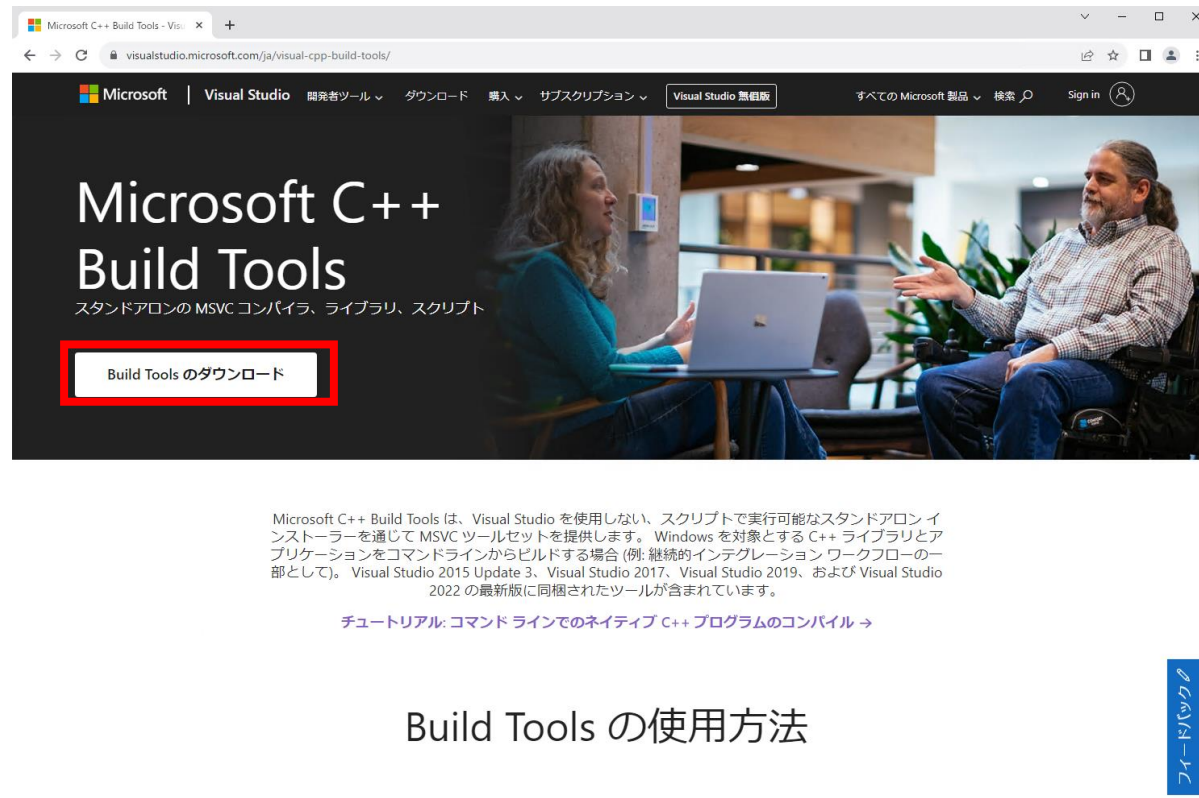 Microsoft C++ Build Tools - Visu
visualstudio.microsoft.com/ja/visual-cpp-build-tools/
Microsoft | Visual Studio 開発者ツール ダウンロード 購入 サブスクリプション Visual Studio 無償版 すべての Microsoft 製品 検索 Sign in
Microsoft C++
Build Tools
スタンドアロンの MSVC コンパイラ、ライブラリ、スクリプト
Build Tools のダウンロード
Microsoft C++ Build Tools は、Visual Studio を使用しない、スクリプトで実行可能なスタンドアロン イ
ンストーラーを通じて MSVC ツールセットを提供します。 Windows を対象とする C++ ライブラリとア
プリケーションをコマンドラインからビルドする場合 (例: 継続的インテグレーション ワークフローの一
部として)。 Visual Studio 2015 Update 3、Visual Studio 2017、Visual Studio 2019、および Visual Studio
2022 の最新版に同梱されたツールが含まれています。
チュートリアル: コマンド ラインでのネイティブ C++ プログラムのコンパイル →
Build Tools の使用方法
フィードバック